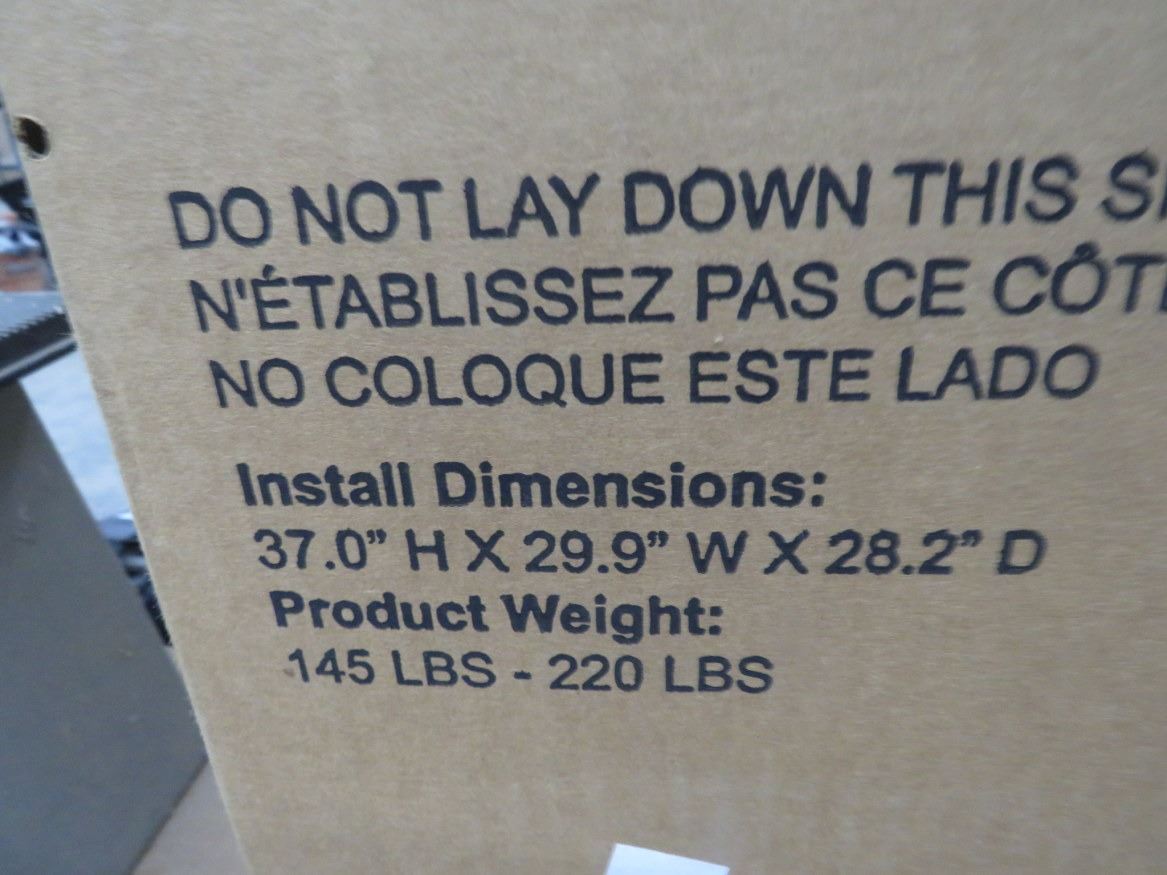 DO NOT LAY DOWN THIS
N'ÉTABLISSEZ PAS CE
NO COLOQUE ESTE LADO
Install Dimensions:
37.0” H X 29.9” W X 28.2” D
Product Weight:
145 LBS - 220 LBS